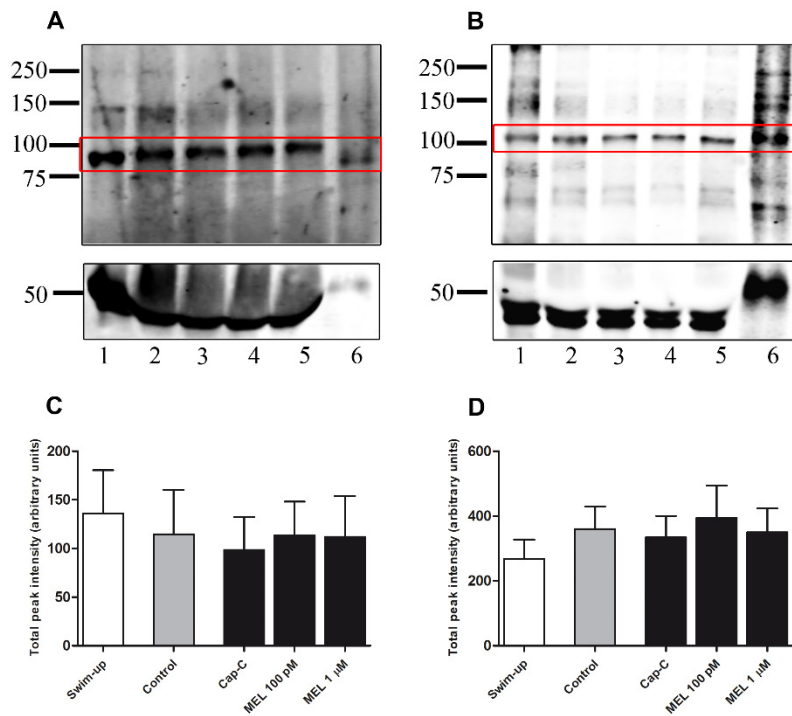 A
B
250
150
100
75
50
1 2 3 4 5 6
250
150
100
75
50
1 2 3 4 5 6
C
D
Total peak intensity (arbitrary units)
200
150
100
50
0
Swim-up
Control
Cap-C
MEL 100 pM
MEL 1 μM
Total peak intensity (arbitrary units)
600
400
200
0
Swim-up
Control
Cap-C
MEL 100 pM
MEL 1 μM